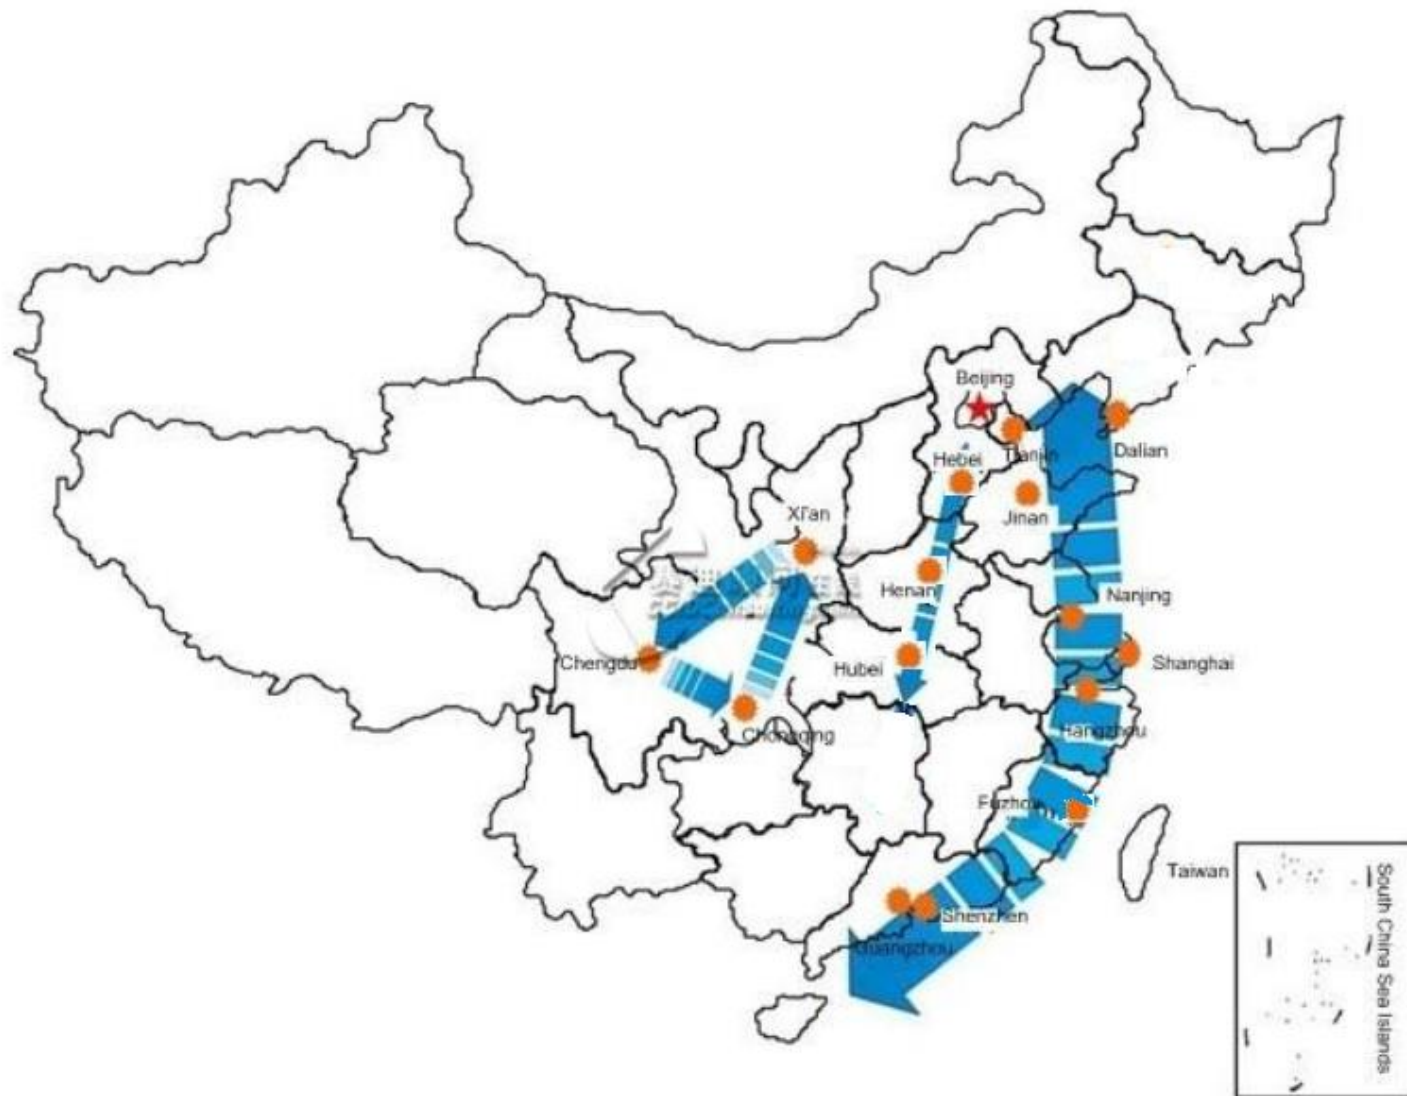 Beijing
Hebei
Tianjin
Dalian
Jinan
Xi'an
Henan
Nanjing
Chengdu
Hubei
Shanghai
Chongqing
Hangzhou
Fuzhou
Taiwan
Shenzhen
Guangzhou
South China Sea Islands